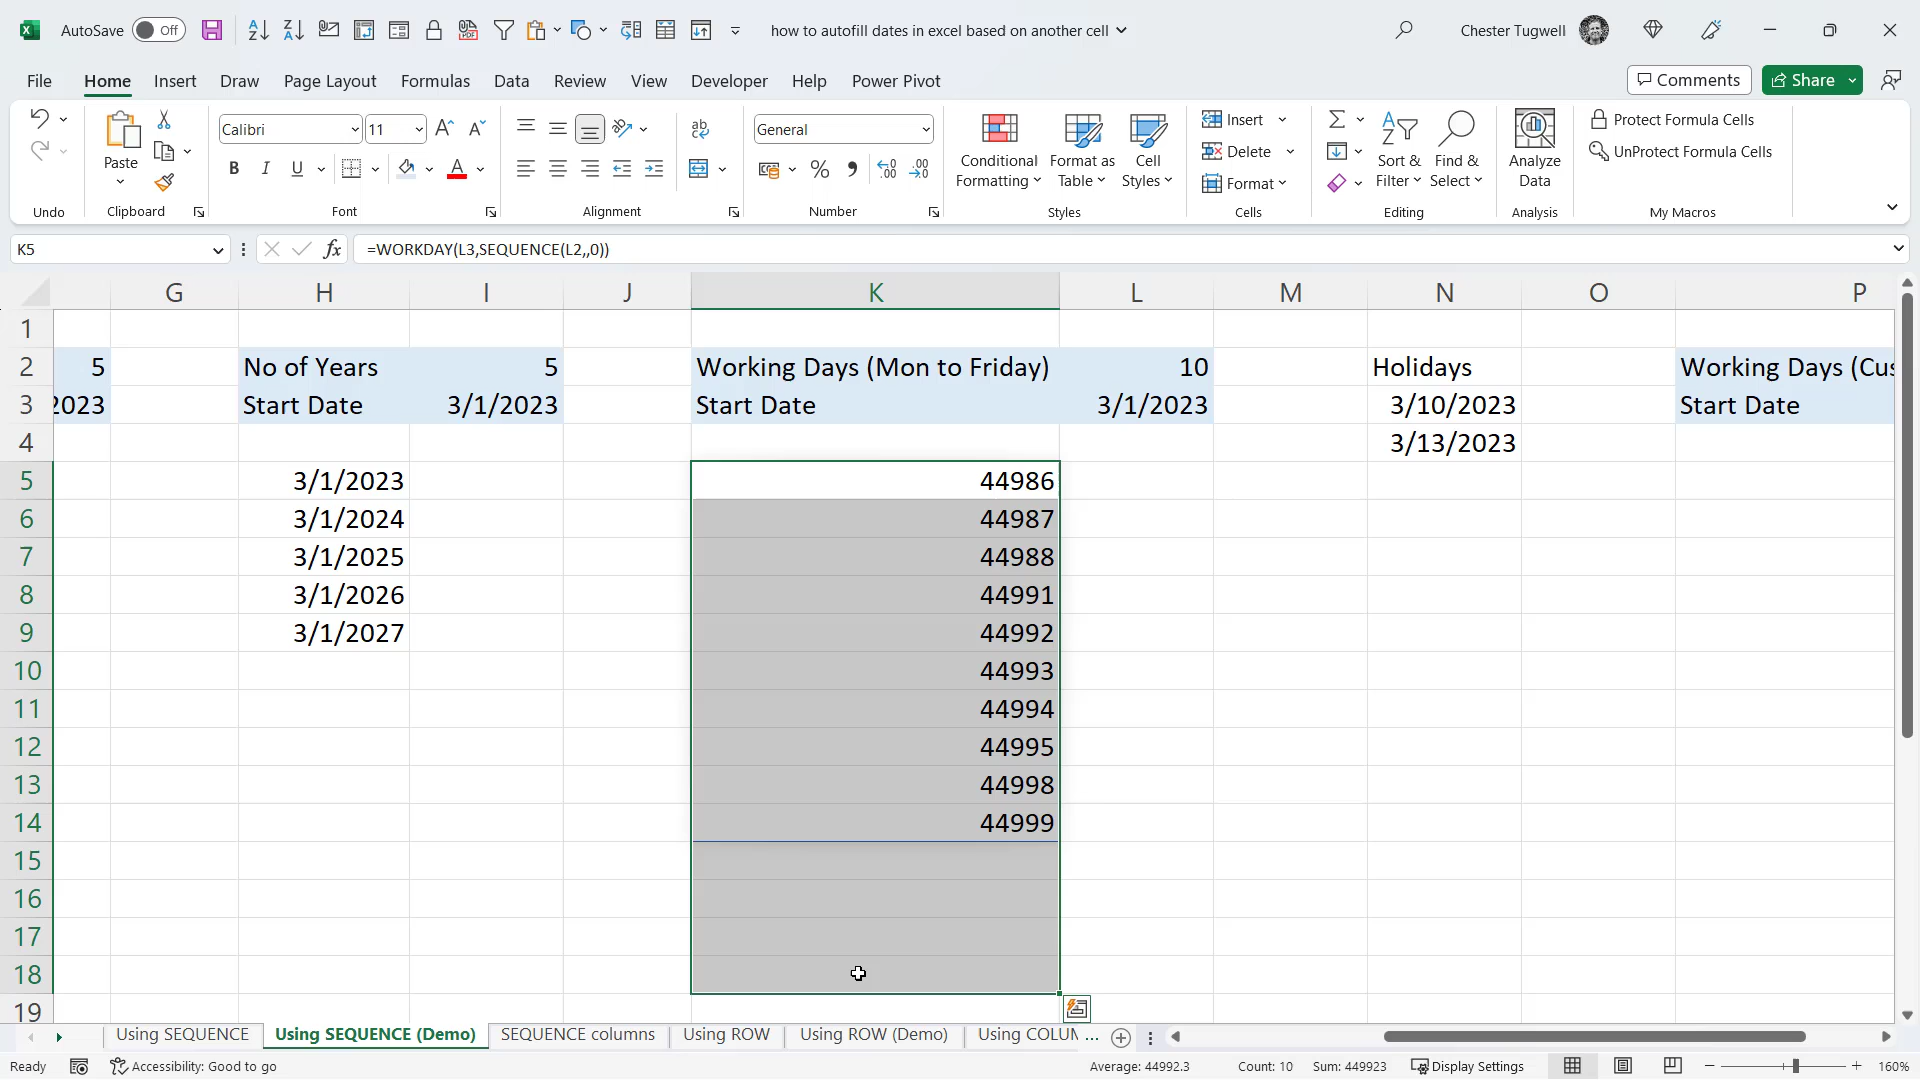 AutoSave Off how to autofill dates in excel based on another cell Chester Tugwell
File Home Insert Draw Page Layout Formulas Data Review View Developer Help Power Pivot Comments Share
Paste Calibri 11 General Conditional Formatting Format as Table Cell Styles Insert Delete Format Sort & Filter Find & Select Analyze Data Protect Formula Cells UnProtect Formula Cells
Undo Clipboard Font Alignment Number Styles Cells Editing Analysis My Macros
K5 fx =WORKDAY(L3,SEQUENCE(L2,,0))
G H I J K L M N O P
1
2 5 No of Years 5 Working Days (Mon to Friday) 10 Holidays Working Days (Cus
3 2023 Start Date 3/1/2023 Start Date 3/1/2023 3/10/2023 Start Date
4 3/13/2023
5 3/1/2023 44986
6 3/1/2024 44987
7 3/1/2025 44988
8 3/1/2026 44991
9 3/1/2027 44992
10 44993
11 44994
12 44995
13 44998
14 44999
15
16
17
18
19
Using SEQUENCE Using SEQUENCE (Demo) SEQUENCE columns Using ROW Using ROW (Demo) Using COLUM ...
Ready Accessibility: Good to go Average: 44992.3 Count: 10 Sum: 449923 Display Settings 160%